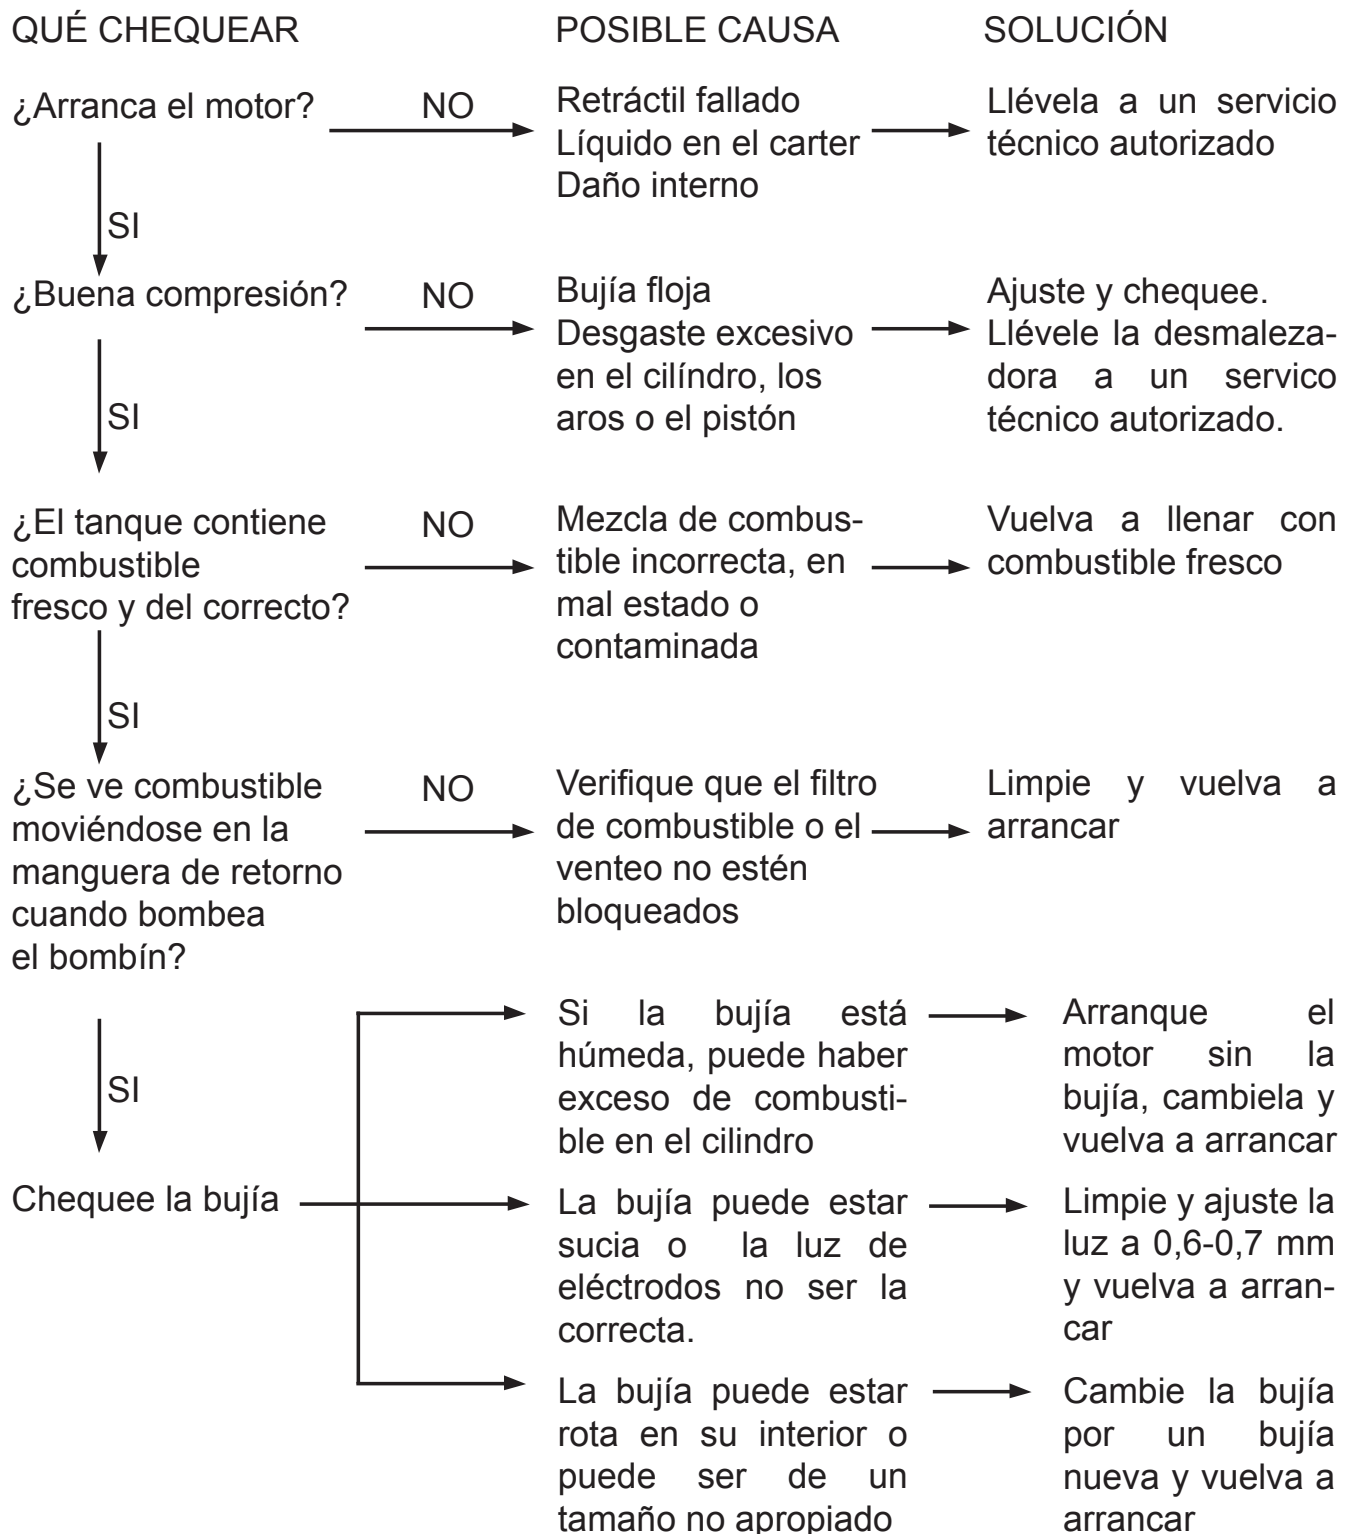 QUÉ CHEQUEAR
POSIBLE CAUSA
SOLUCIÓN
¿Arranca el motor?
NO
Retráctil fallado
Líquido en el carter
Daño interno
Llévela a un servicio
técnico autorizado
SI
¿Buena compresión?
NO
Bujía floja
Desgaste excesivo
en el cilíndro, los
aros o el pistón
Ajuste y chequee.
Llévele la desmaleza-
dora a un servico
técnico autorizado.
SI
¿El tanque contiene
combustible
fresco y del correcto?
NO
Mezcla de combus-
tible incorrecta, en
mal estado o
contaminada
Vuelva a llenar con
combustible fresco
SI
¿Se ve combustible
moviéndose en la
manguera de retorno
cuando bombea
el bombín?
NO
Verifique que el filtro
de combustible o el
venteo no estén
bloqueados
Limpie y vuelva a
arrancar
SI
Chequee la bujía
Si la bujía está
húmeda, puede haber
exceso de combusti-
ble en el cilindro
Arranque el
motor sin la
bujía, cambiela y
vuelva a arrancar
La bujía puede estar
sucia o la luz de
eléctrodos no ser la
correcta.
Limpie y ajuste la
luz a 0,6-0,7 mm
y vuelva a arran-
car
La bujía puede estar
rota en su interior o
puede ser de un
tamaño no apropiado
Cambie la bujía
por un bujía
nueva y vuelva a
arrancar